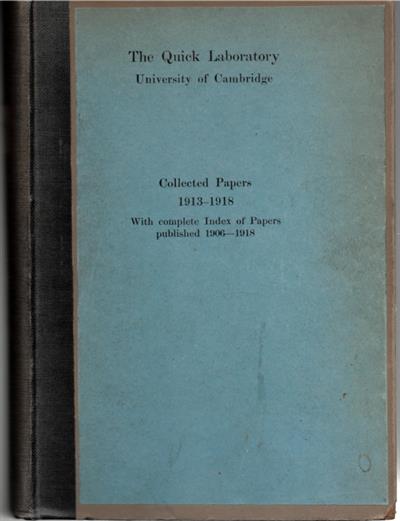 The Quick Laboratory
University of Cambridge
Collected Papers
1913–1918
With complete Index of Papers
published 1906—1918